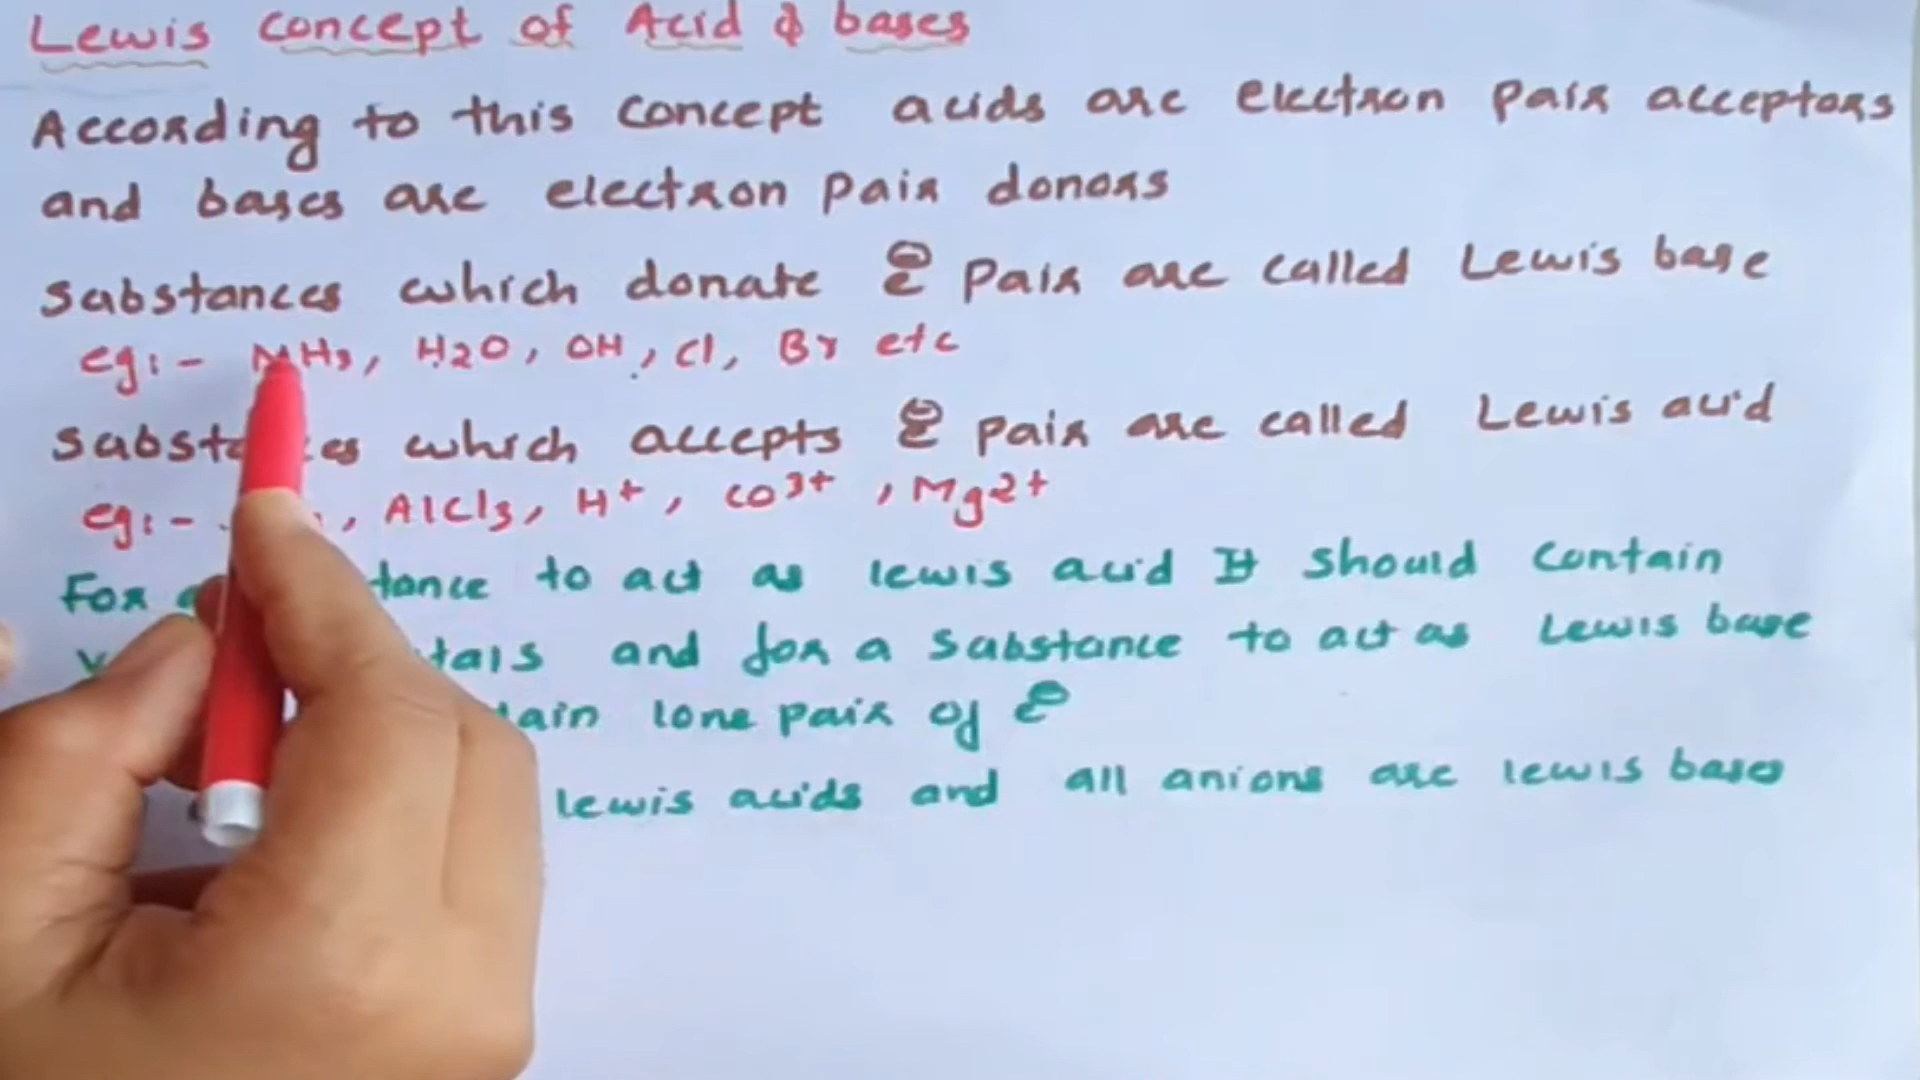 Lewis concept of Acid & bases
According to this concept acids are electron pair acceptors
and bases are electron pair donors
Substances which donate e⊖ pair are called Lewis base
eg:- NH3, H2O, OH, Cl, Br etc
Substances which accepts e⊖ pair are called Lewis acid
eg:- , AlCl3, H+, CO3+, Mg2+
For to act as lewis acid It should contain
and for a substance to act as Lewis base
lone pair of e⊖
lewis acids and all anions are lewis bases